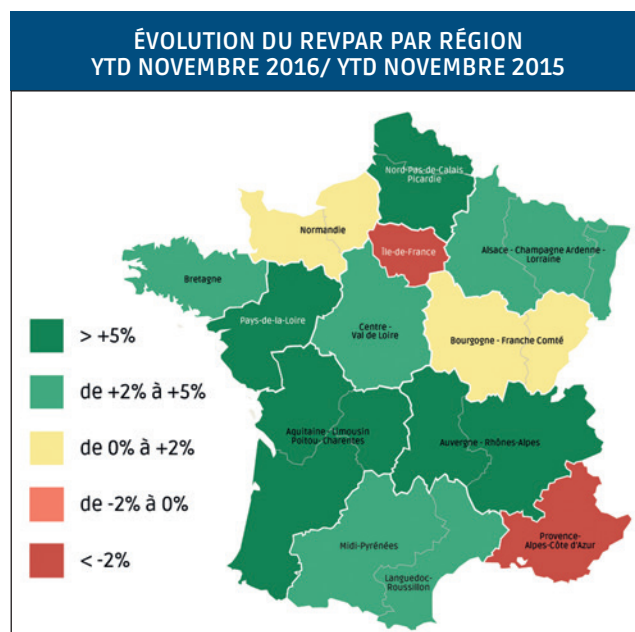 ÉVOLUTION DU REVPAR PAR RÉGION
YTD NOVEMBRE 2016/ YTD NOVEMBRE 2015
Nord-Pas-de-Calais
Picardie
Normandie
Île-de-France
Alsace - Champagne Ardenne -
Lorraine
Bretagne
Pays-de-la-Loire
Centre -
Val de Loire
Bourgogne - Franche Comté
Aquitaine - Limousin
Poitou- Charentes
Auvergne - Rhônes-Alpes
Midi-Pyrénées
Languedoc-
Roussillon
Provence-
Alpes-Côte d'Azur
> +5%
de +2% à +5%
de 0% à +2%
de -2% à 0%
< -2%